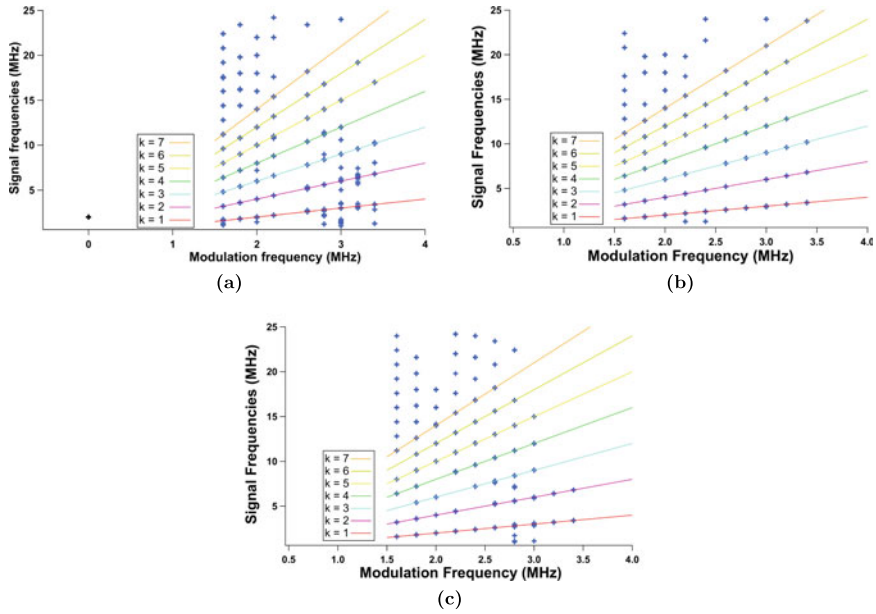 25
20
15
10
5
Signal frequencies (MHz)
k = 7
k = 6
k = 5
k = 4
k = 3
k = 2
k = 1
0
1
2
3
4
Modulation frequency (MHz)
(a)
25
20
15
10
5
Signal Frequencies (MHz)
k = 7
k = 6
k = 5
k = 4
k = 3
k = 2
k = 1
0.5
1.0
1.5
2.0
2.5
3.0
3.5
4.0
Modulation Frequency (MHz)
(b)
25
20
15
10
5
Signal Frequencies (MHz)
k = 7
k = 6
k = 5
k = 4
k = 3
k = 2
k = 1
0.5
1.0
1.5
2.0
2.5
3.0
3.5
4.0
Modulation Frequency (MHz)
(c)